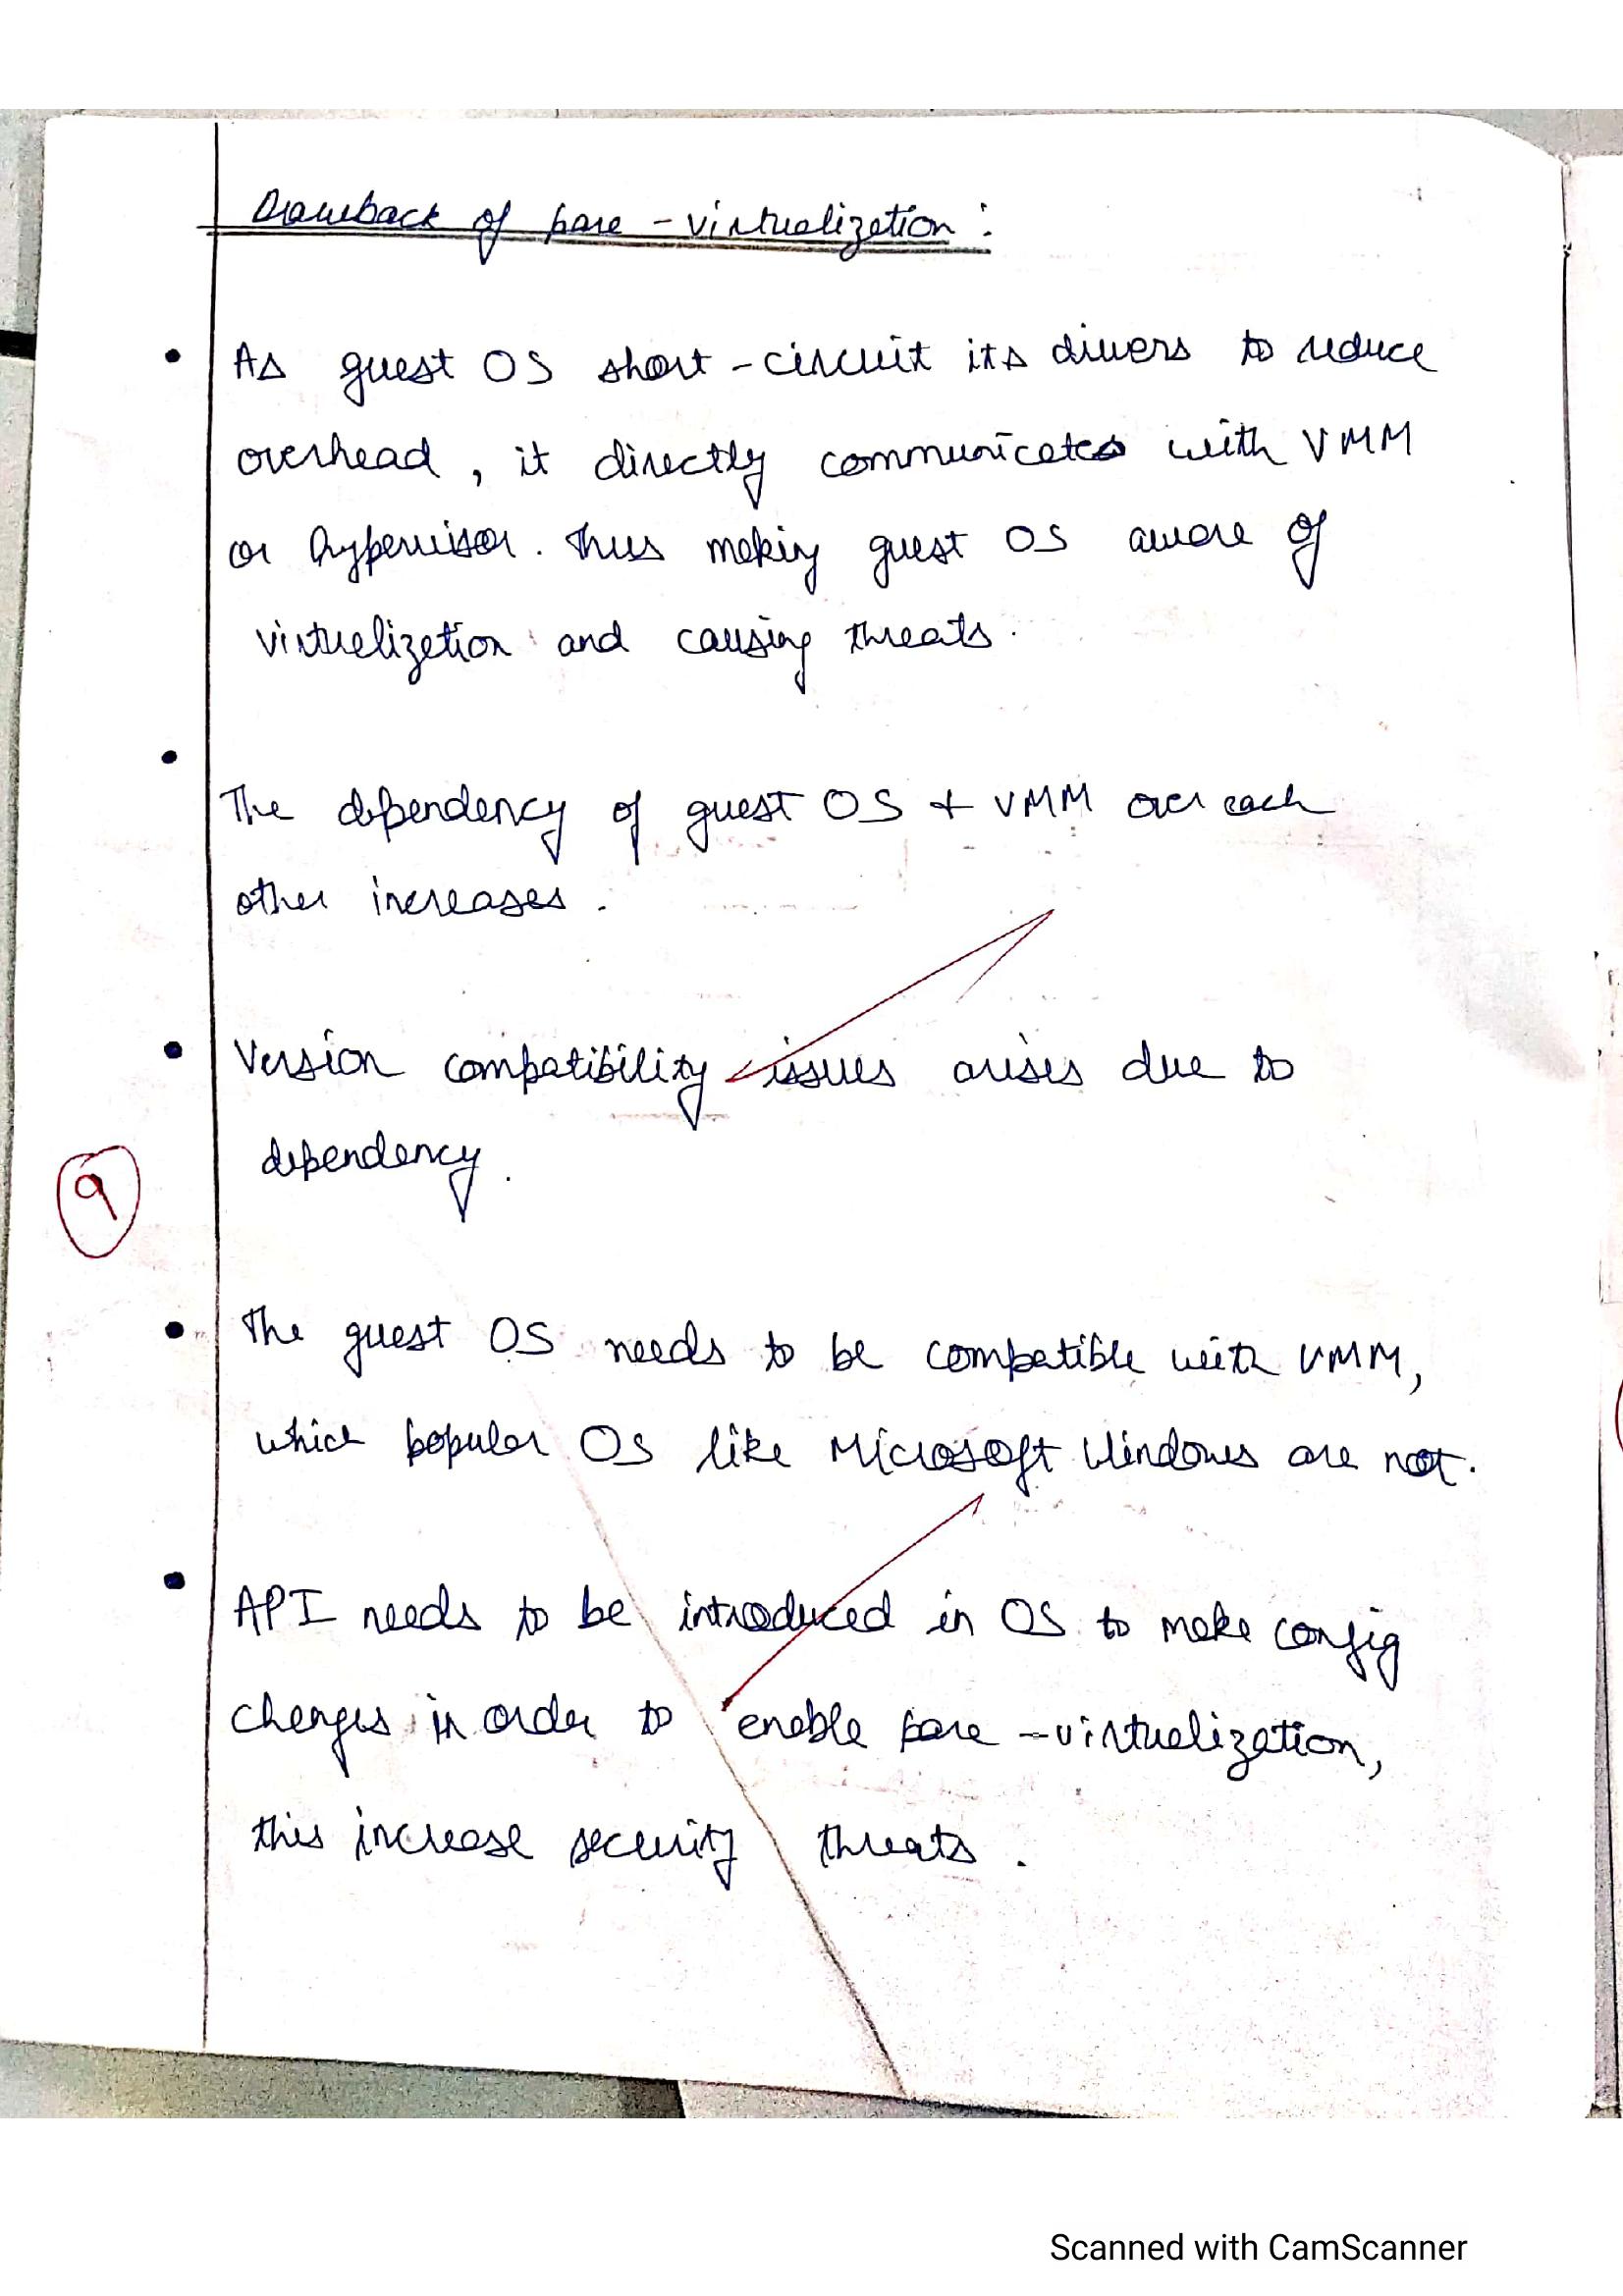 Drawback of para-virtualization:
• As guest OS short-circuit its drivers to reduce
overhead, it directly communicates with VMM
or hypervisor. Thus making guest OS aware of
virtualization and causing threats.
• The dependency of guest OS + VMM over each
other increases.
• Version compatibility issues arises due to
dependency.
9
• The guest OS needs to be compatible with VMM,
which popular OS like Microsoft Windows are not.
• API needs to be introduced in OS to make config
changes in order to enable para-virtualization,
this increase security threats.
Scanned with CamScanner